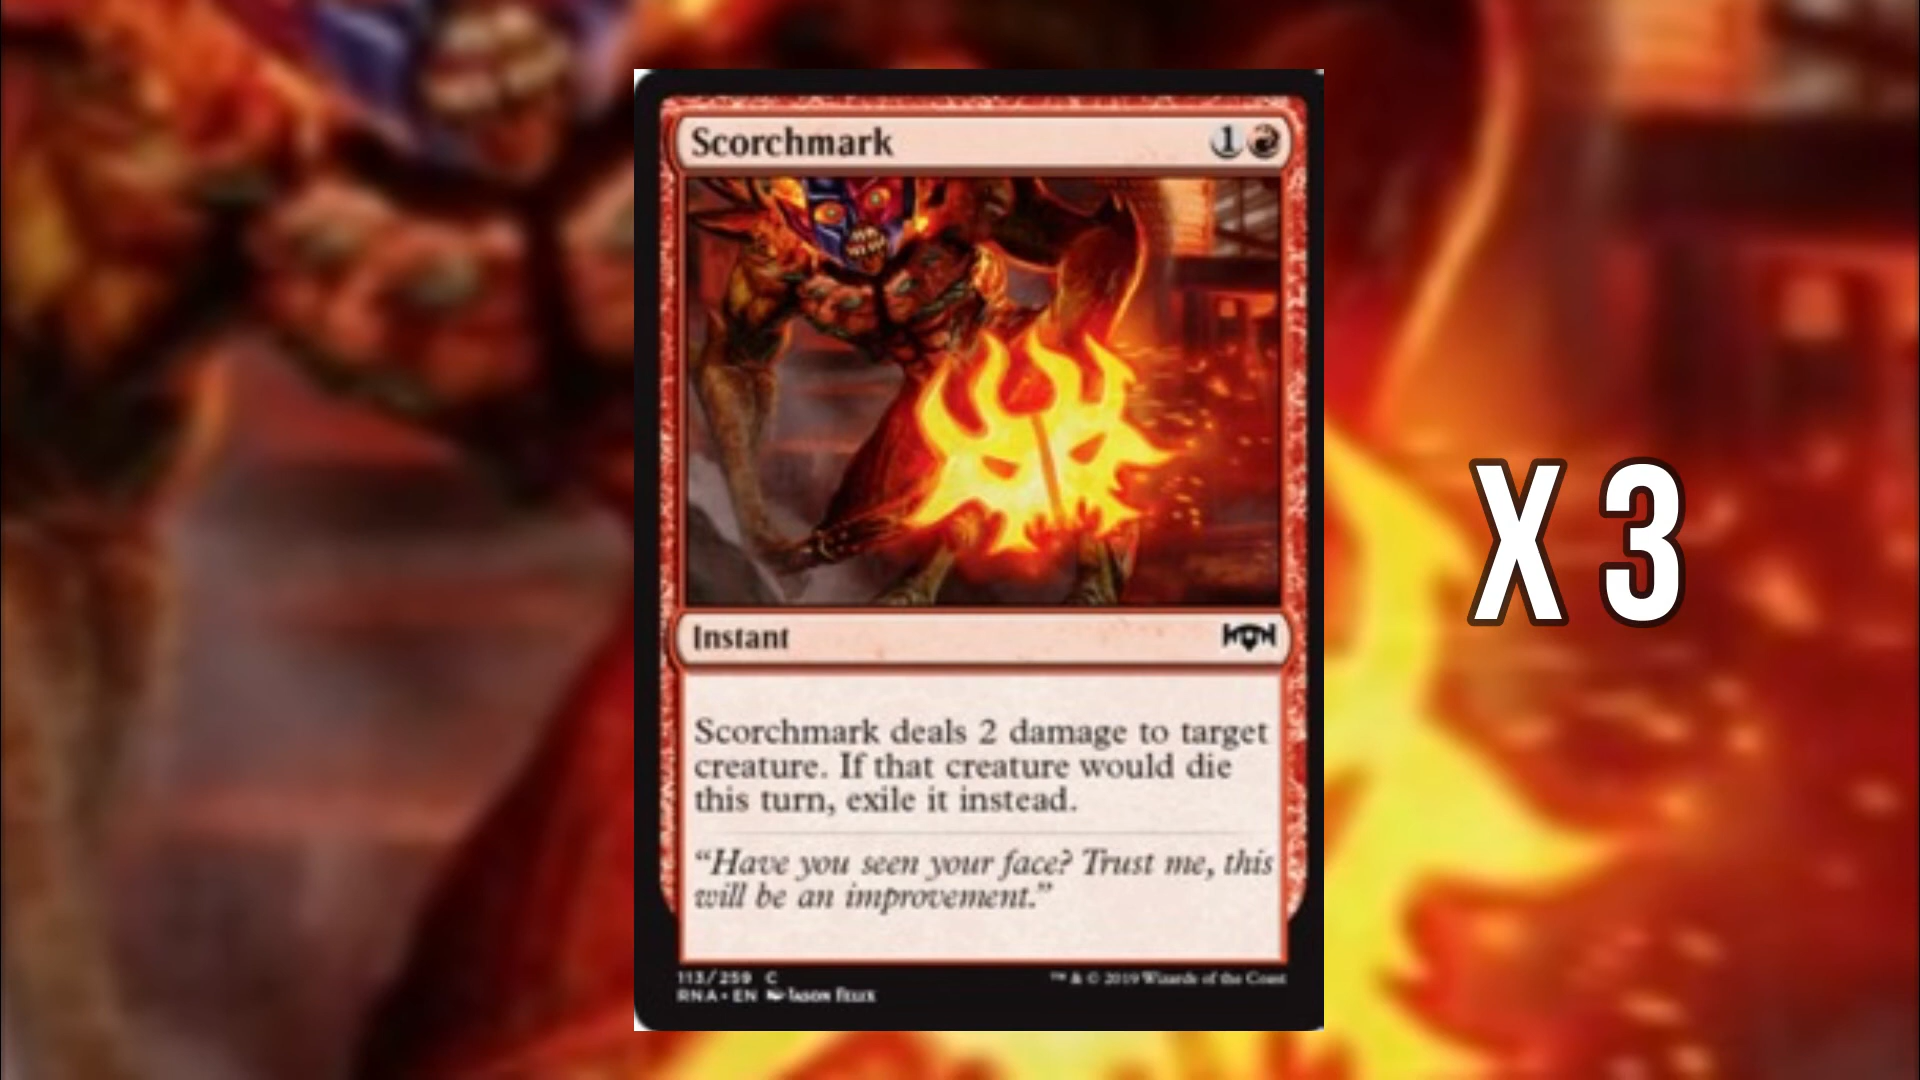 Scorchmark 1
Instant
Scorchmark deals 2 damage to target
creature. If that creature would die
this turn, exile it instead.
“Have you seen your face? Trust me, this
will be an improvement.”
113/259 C
RNA • EN Jason Felix
™ & © 2019 Wizards of the Coast
X 3